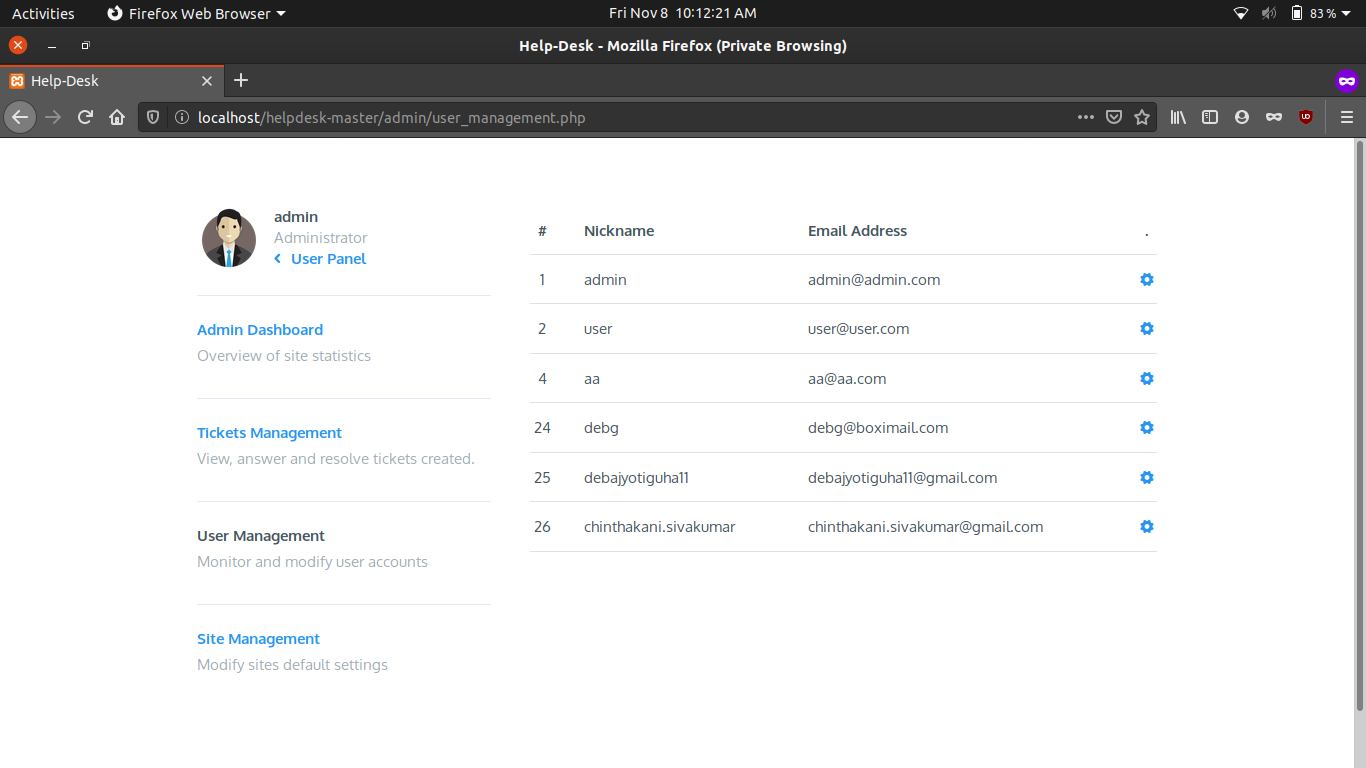 Activities Firefox Web Browser Fri Nov 8 10:12:21 AM 83 %
Help-Desk - Mozilla Firefox (Private Browsing)
Help-Desk
localhost/helpdesk-master/admin/user_management.php
admin
Administrator
User Panel
Admin Dashboard
Overview of site statistics
Tickets Management
View, answer and resolve tickets created.
User Management
Monitor and modify user accounts
Site Management
Modify sites default settings
# Nickname Email Address .
1 admin admin@admin.com
2 user user@user.com
4 aa aa@aa.com
24 debg debg@boximail.com
25 debajyotiguha11 debajyotiguha11@gmail.com
26 chinthakani.sivakumar chinthakani.sivakumar@gmail.com